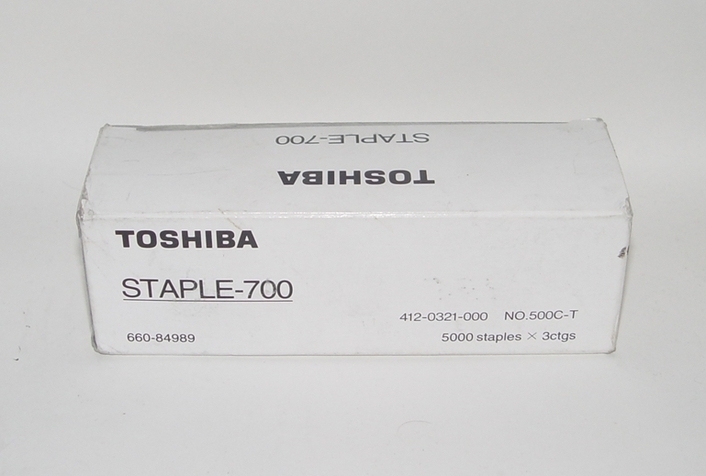 STAPLE-700
TOSHIBA
TOSHIBA
STAPLE-700
412-0321-000 NO.500C-T
660-84989
5000 staples × 3ctgs